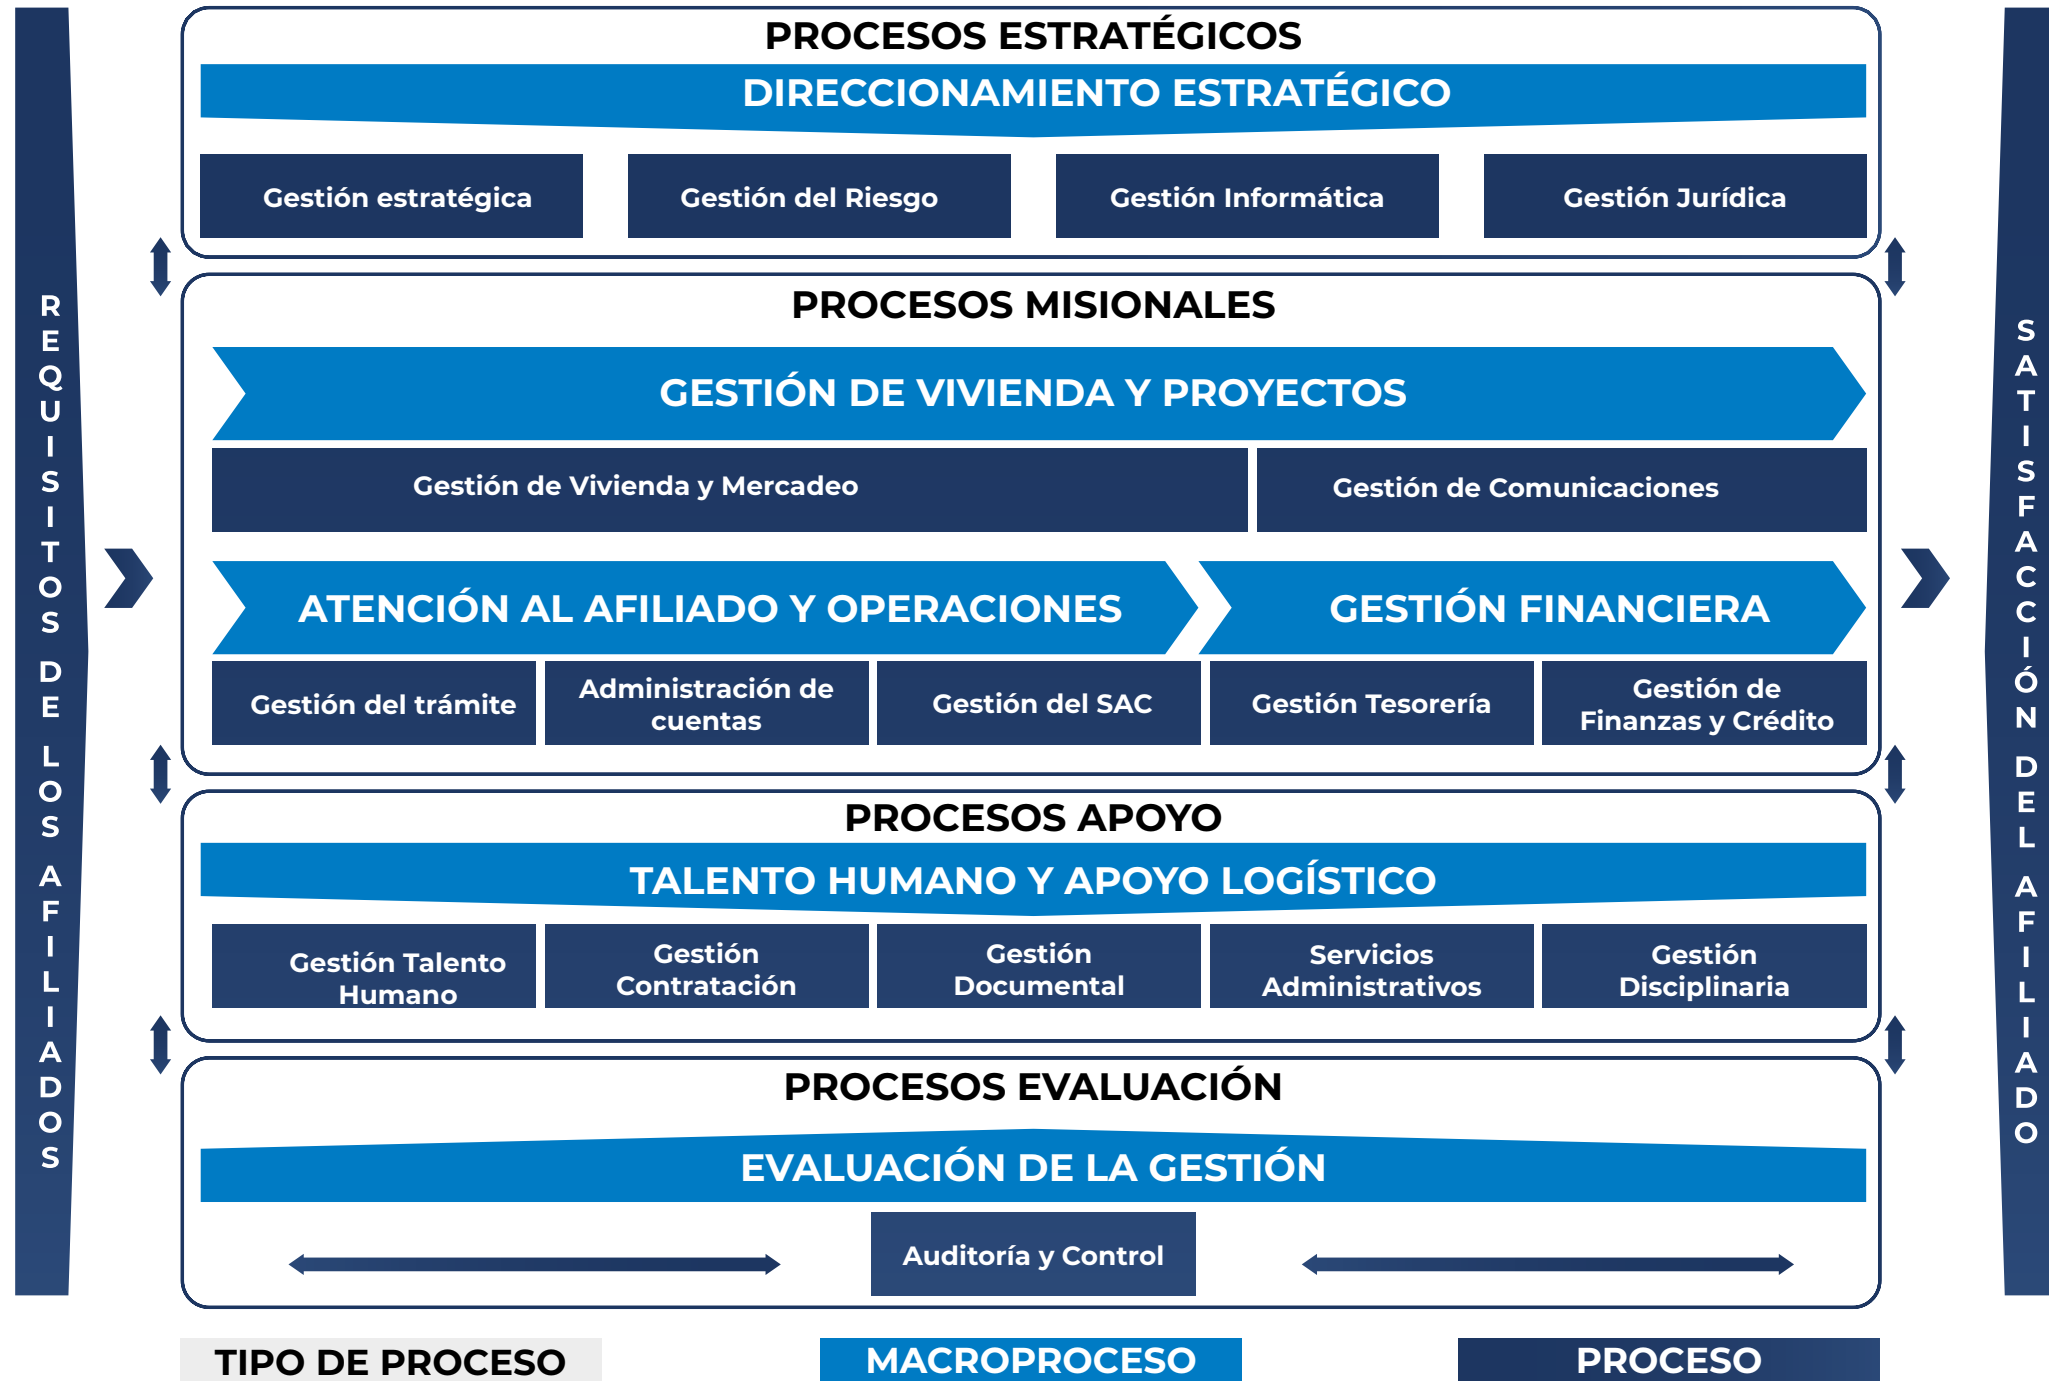 PROCESOS ESTRATÉGICOS
DIRECCIONAMIENTO ESTRATÉGICO
Gestión estratégica
Gestión del Riesgo
Gestión Informática
Gestión Jurídica
REQUISITOS DE LOS AFILIADOS
PROCESOS MISIONALES
GESTIÓN DE VIVIENDA Y PROYECTOS
Gestión de Vivienda y Mercadeo
Gestión de Comunicaciones
ATENCIÓN AL AFILIADO Y OPERACIONES
GESTIÓN FINANCIERA
Gestión del trámite
Administración de
cuentas
Gestión del SAC
Gestión Tesorería
Gestión de
Finanzas y Crédito
SATISFACCIÓN DEL AFILIADO
PROCESOS APOYO
TALENTO HUMANO Y APOYO LOGÍSTICO
Gestión Talento
Humano
Gestión
Contratación
Gestión
Documental
Servicios
Administrativos
Gestión
Disciplinaria
PROCESOS EVALUACIÓN
EVALUACIÓN DE LA GESTIÓN
Auditoría y Control
TIPO DE PROCESO
MACROPROCESO
PROCESO